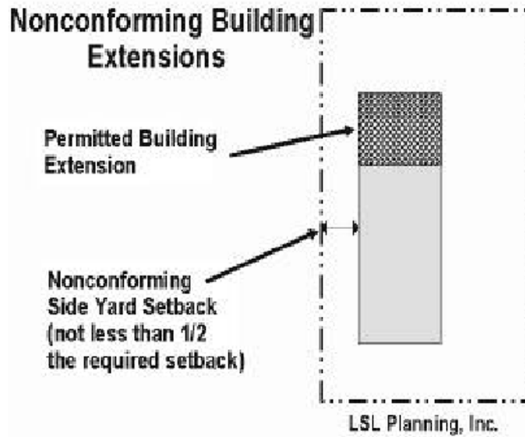 Nonconforming Building
Extensions
Permitted Building
Extension
Nonconforming
Side Yard Setback
(not less than 1/2
the required setback)
LSL Planning, Inc.